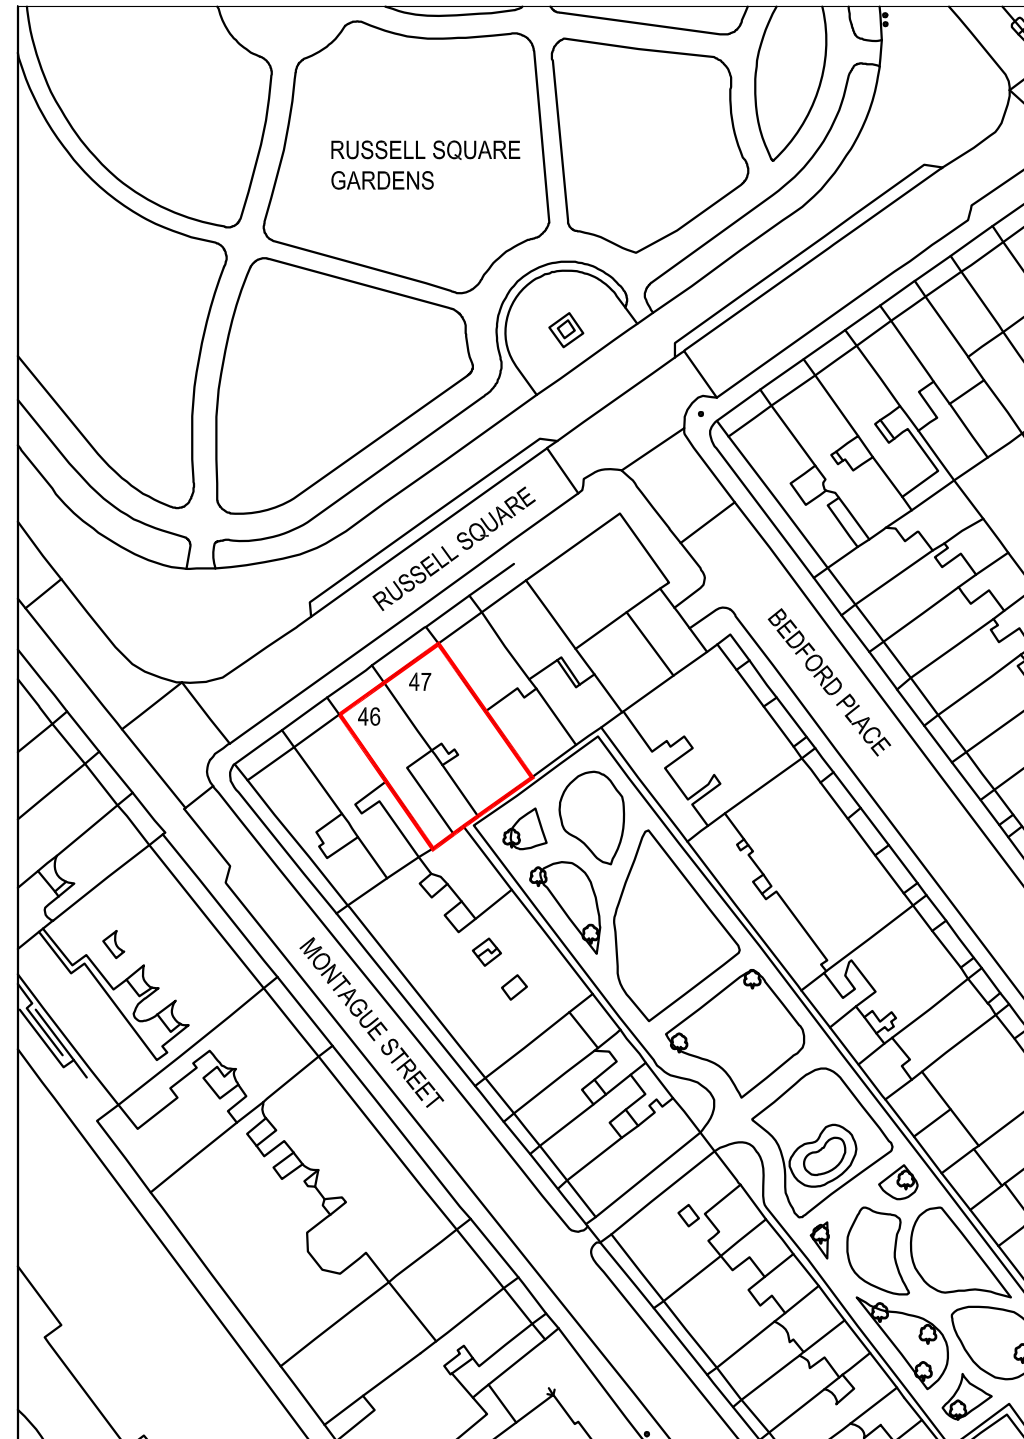 RUSSELL SQUARE
GARDENS
RUSSELL SQUARE
BEDFORD PLACE
47
46
MONTAGUE STREET